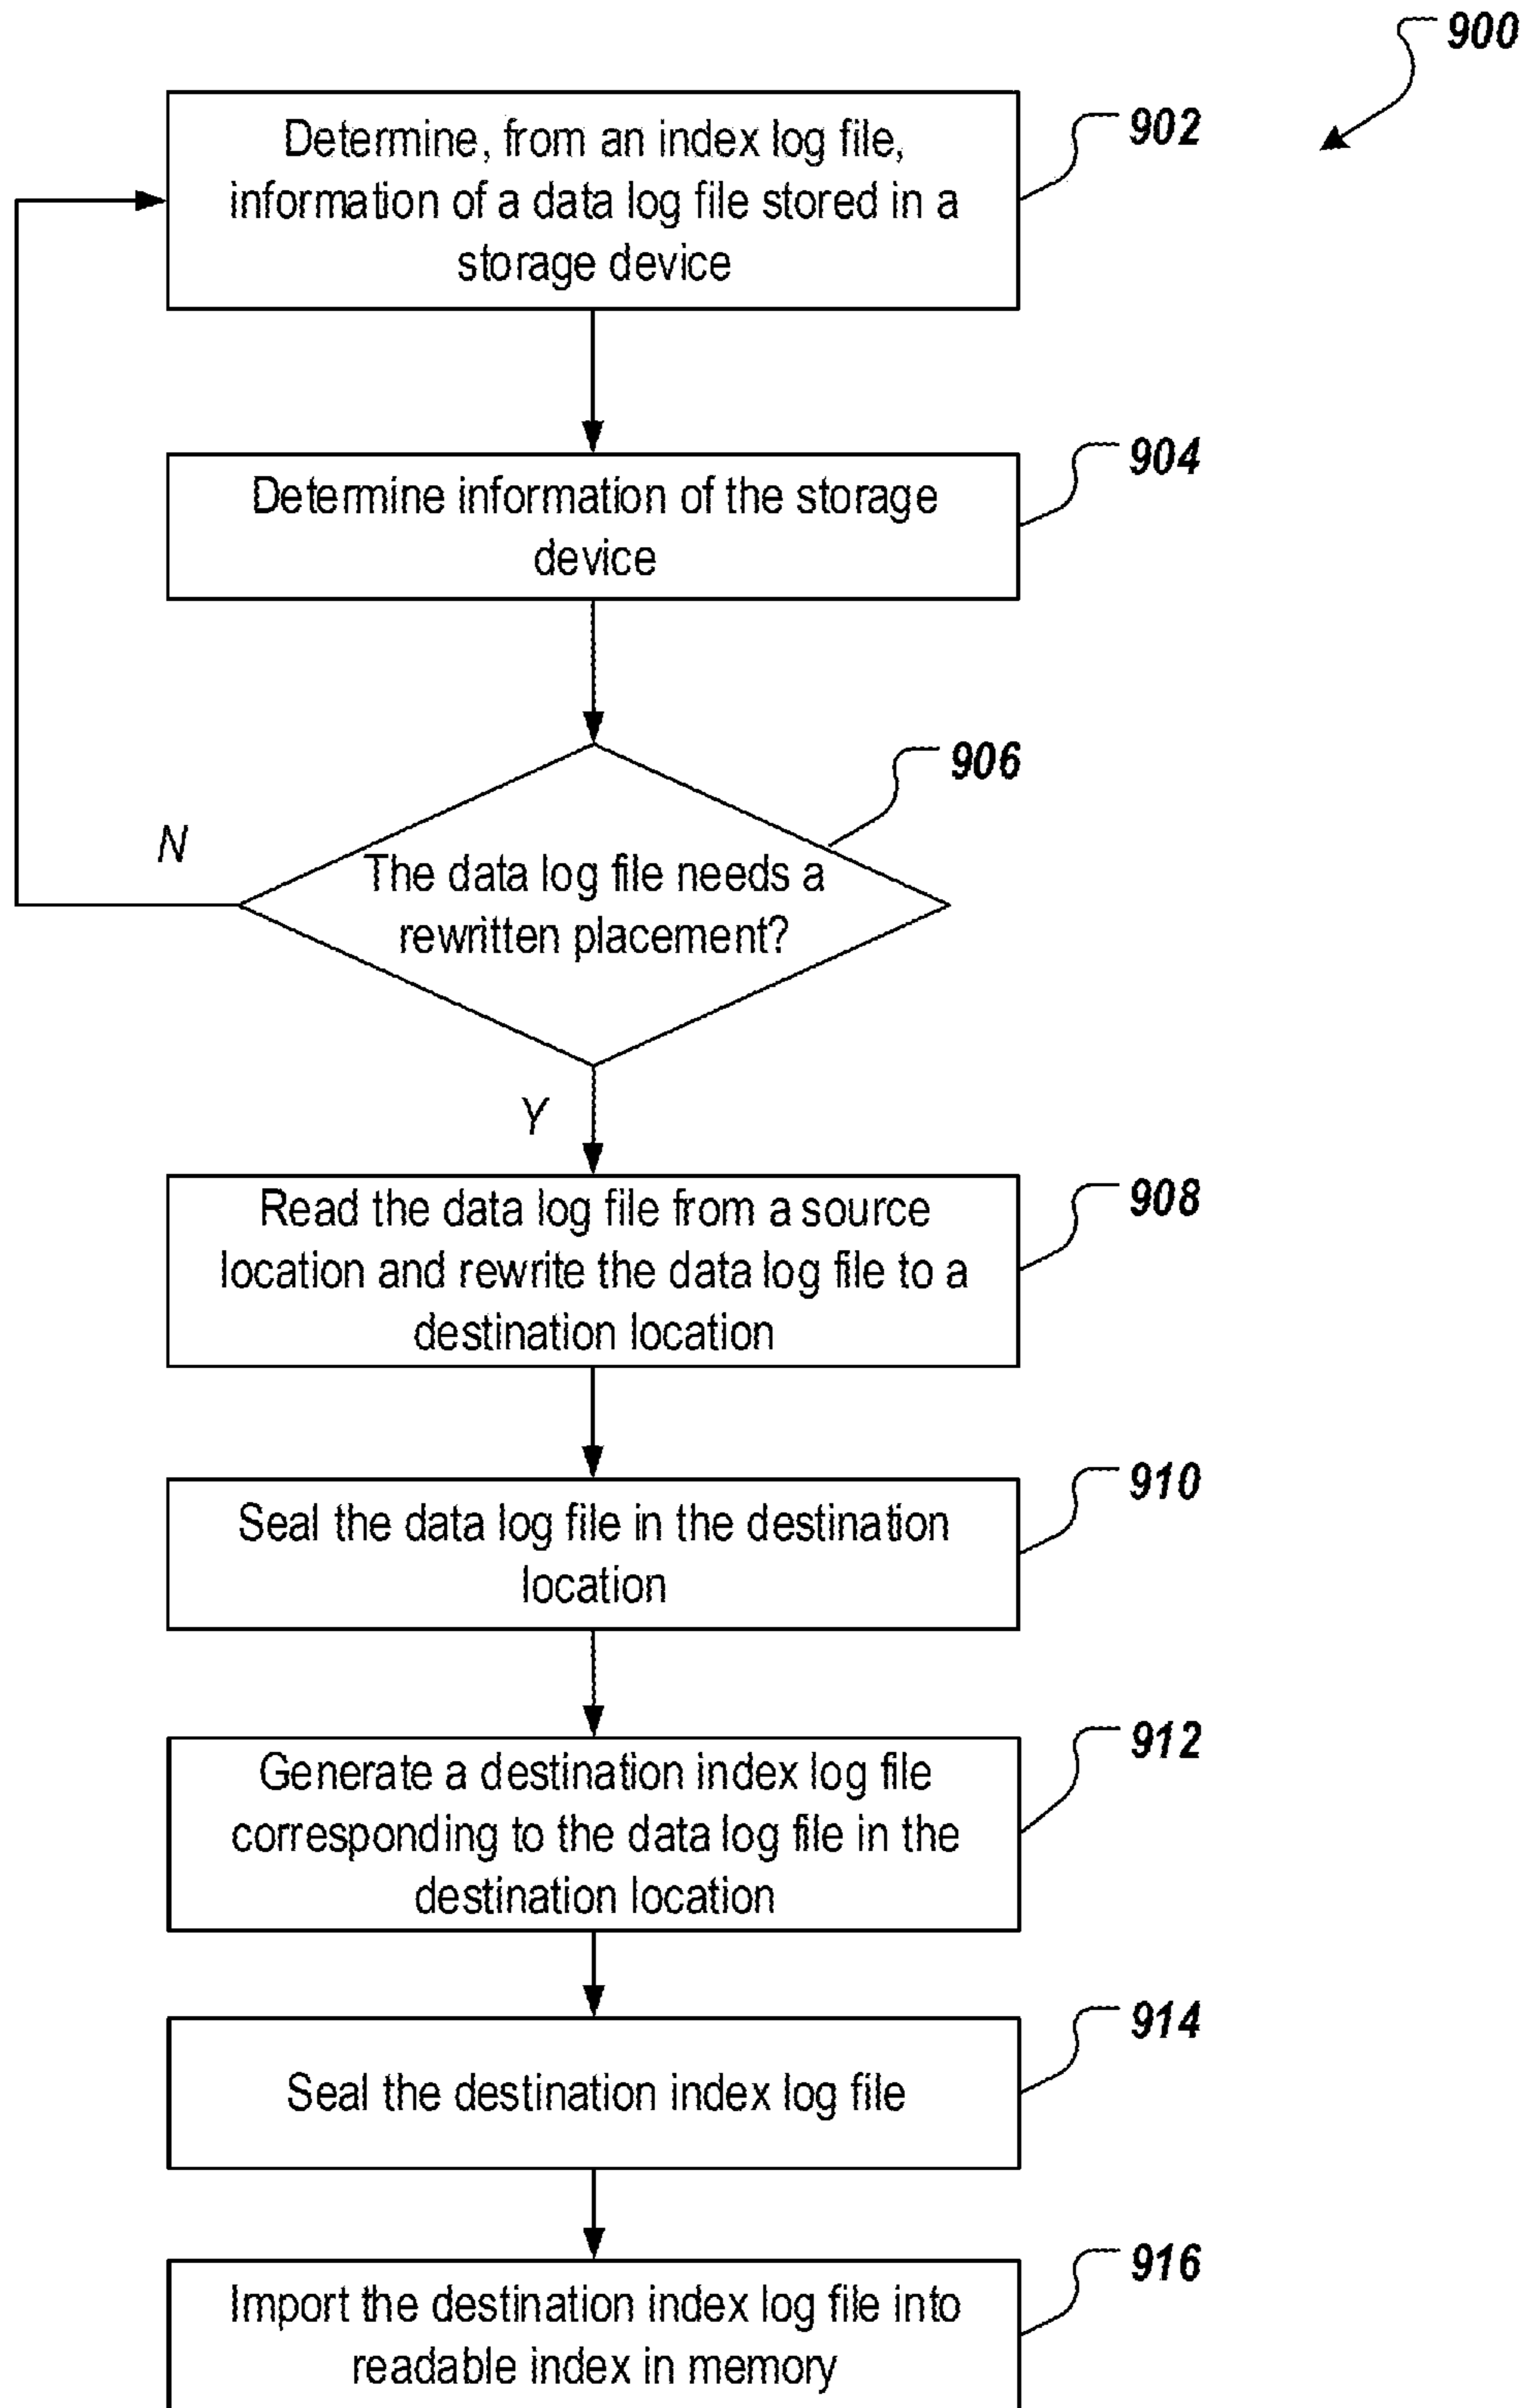 900
Determine, from an index log file,
information of a data log file stored in a
storage device
902
Determine information of the storage
device
904
906
The data log file needs a
rewritten placement?
N
Y
Read the data log file from a source
location and rewrite the data log file to a
destination location
908
Seal the data log file in the destination
location
910
Generate a destination index log file
corresponding to the data log file in the
destination location
912
Seal the destination index log file
914
Import the destination index log file into
readable index in memory
916